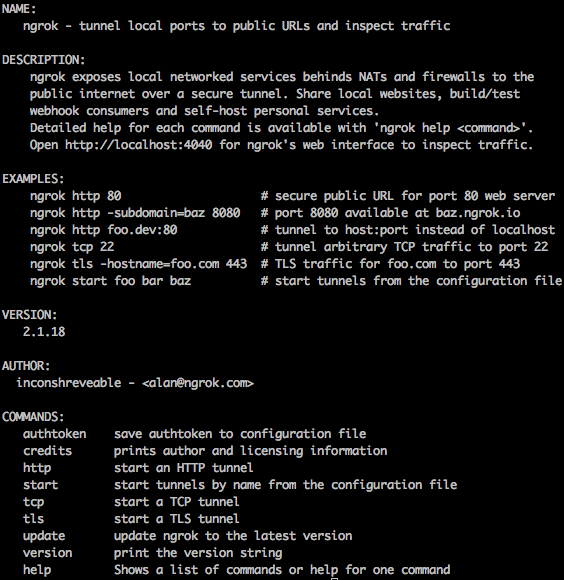 NAME:
ngrok - tunnel local ports to public URLs and inspect traffic
DESCRIPTION:
ngrok exposes local networked services behinds NATs and firewalls to the
public internet over a secure tunnel. Share local websites, build/test
webhook consumers and self-host personal services.
Detailed help for each command is available with 'ngrok help <command>'.
Open http://localhost:4040 for ngrok's web interface to inspect traffic.
EXAMPLES:
ngrok http 80 # secure public URL for port 80 web server
ngrok http -subdomain=baz 8080 # port 8080 available at baz.ngrok.io
ngrok http foo.dev:80 # tunnel to host:port instead of localhost
ngrok tcp 22 # tunnel arbitrary TCP traffic to port 22
ngrok tls -hostname=foo.com 443 # TLS traffic for foo.com to port 443
ngrok start foo bar baz # start tunnels from the configuration file
VERSION:
2.1.18
AUTHOR:
inconshreveable - <alan@ngrok.com>
COMMANDS:
authtoken save authtoken to configuration file
credits prints author and licensing information
http start an HTTP tunnel
start start tunnels by name from the configuration file
tcp start a TCP tunnel
tls start a TLS tunnel
update update ngrok to the latest version
version print the version string
help Shows a list of commands or help for one command